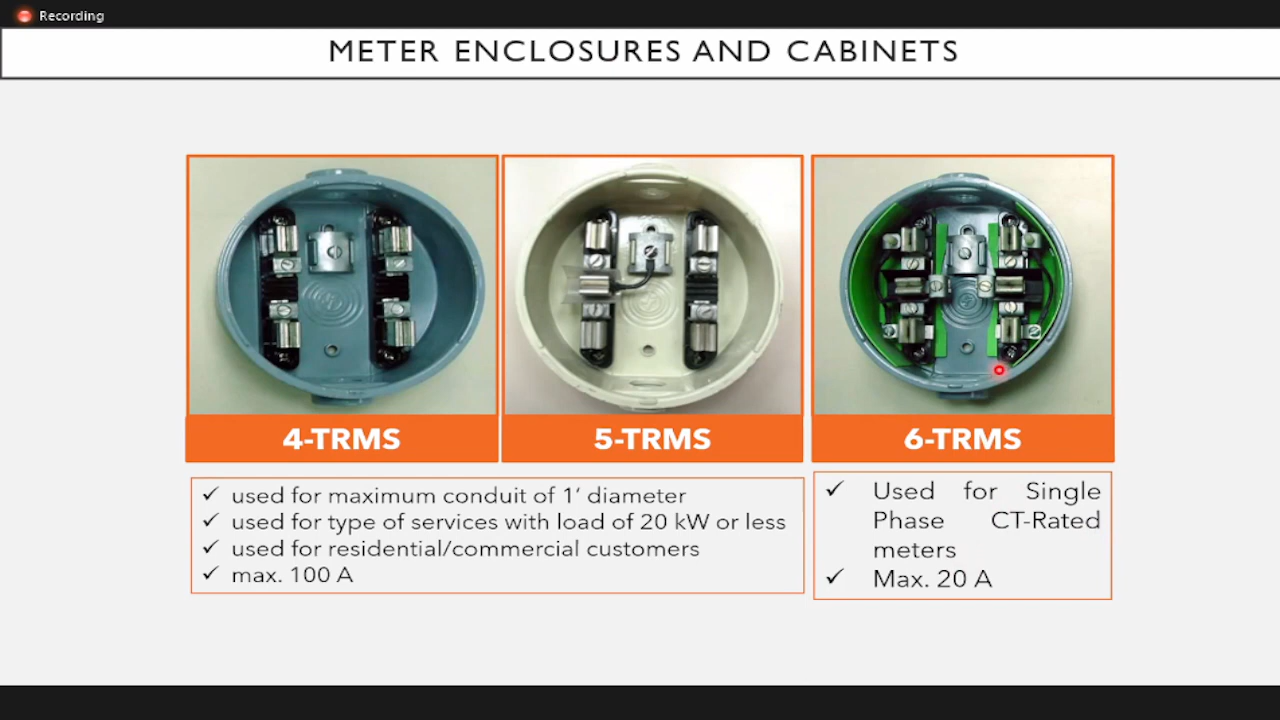 Recording
METER ENCLOSURES AND CABINETS
4-TRMS
5-TRMS
6-TRMS
✓ used for maximum conduit of 1’ diameter
✓ used for type of services with load of 20 kW or less
✓ used for residential/commercial customers
✓ max. 100 A
✓ Used for Single
Phase CT-Rated
meters
✓ Max. 20 A